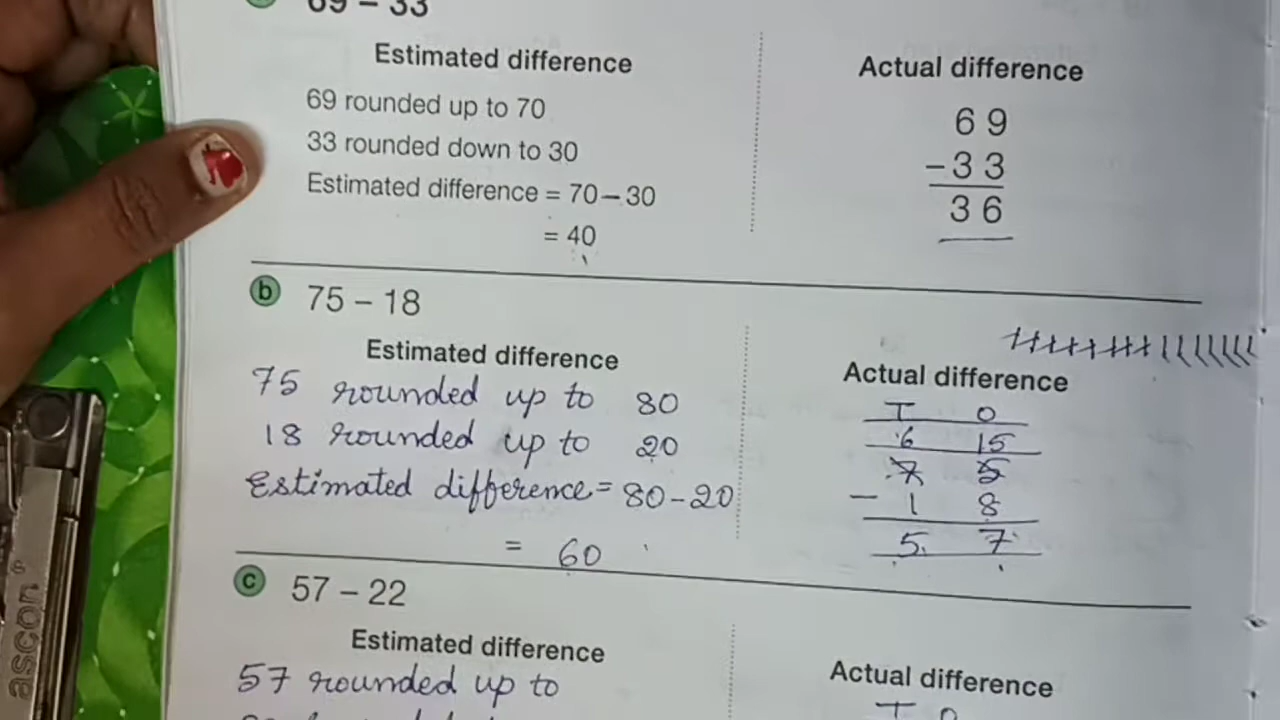 69 – 33
Estimated difference
69 rounded up to 70
33 rounded down to 30
Estimated difference = 70 – 30
= 40
Actual difference
6 9
– 3 3
3 6
b 75 – 18
Estimated difference
75 rounded up to 80
18 rounded up to 20
Estimated difference = 80 – 20
= 60
Actual difference
T O
6 15
7 5
– 1 8
5 7
c 57 – 22
Estimated difference
57 rounded up to
Actual difference
T O
ascon